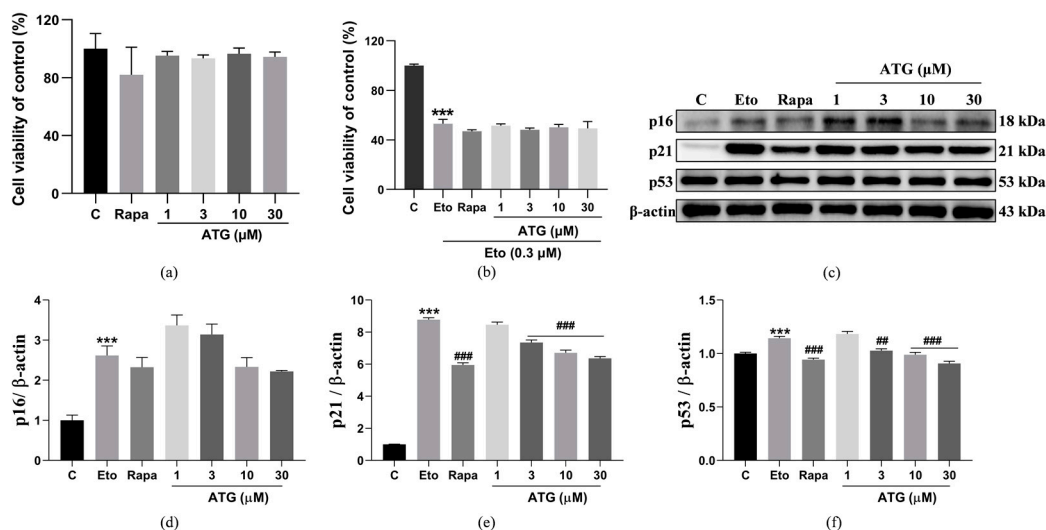 Cell viability of control (%)
120
80
40
0
C Rapa 1 3 10 30
ATG (µM)
(a)
Cell viability of control (%)
120
80
40
0
C Eto Rapa 1 3 10 30
***
ATG (µM)
Eto (0.3 µM)
(b)
ATG (µM)
C Eto Rapa 1 3 10 30
p16 18 kDa
p21 21 kDa
p53 53 kDa
β-actin 43 kDa
(c)
p16/ β-actin
4
3
2
1
0
***
C Eto Rapa 1 3 10 30
ATG (µM)
(d)
p21 / β-actin
10
8
6
4
2
0
***
###
###
C Eto Rapa 1 3 10 30
ATG (µM)
(e)
p53 / β-actin
1.5
1.0
0.5
0.0
***
###
##
###
C Eto Rapa 1 3 10 30
ATG (µM)
(f)